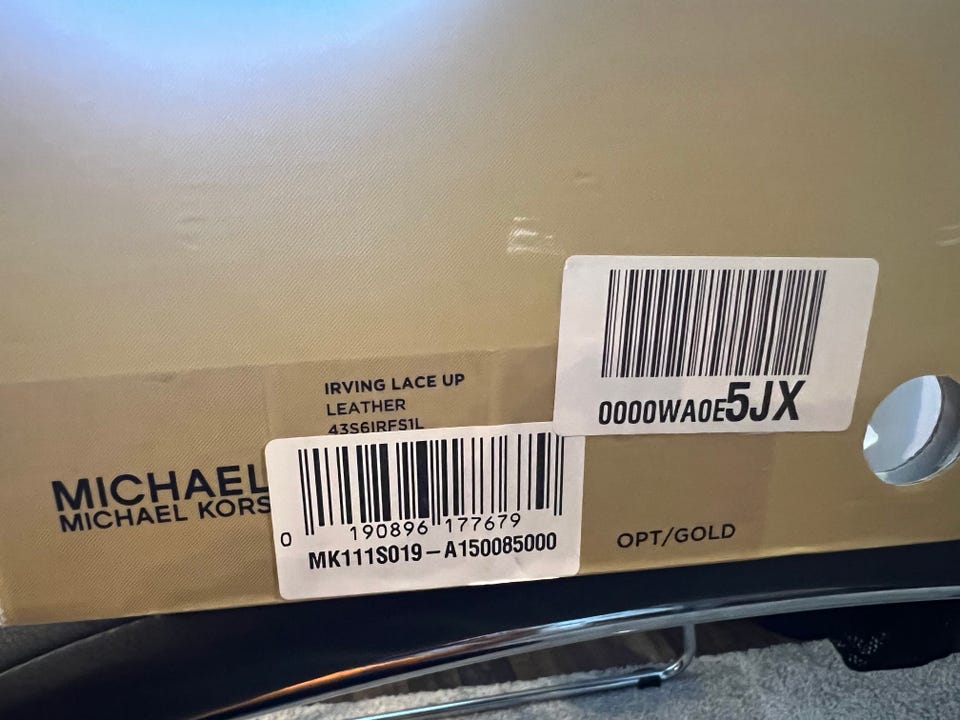 IRVING LACE UP
LEATHER
43S6IRFS1L
MICHAEL
MICHAEL KORS
0 190896 177679
MK111S019-A150085000
0000WA0E5JX
OPT/GOLD